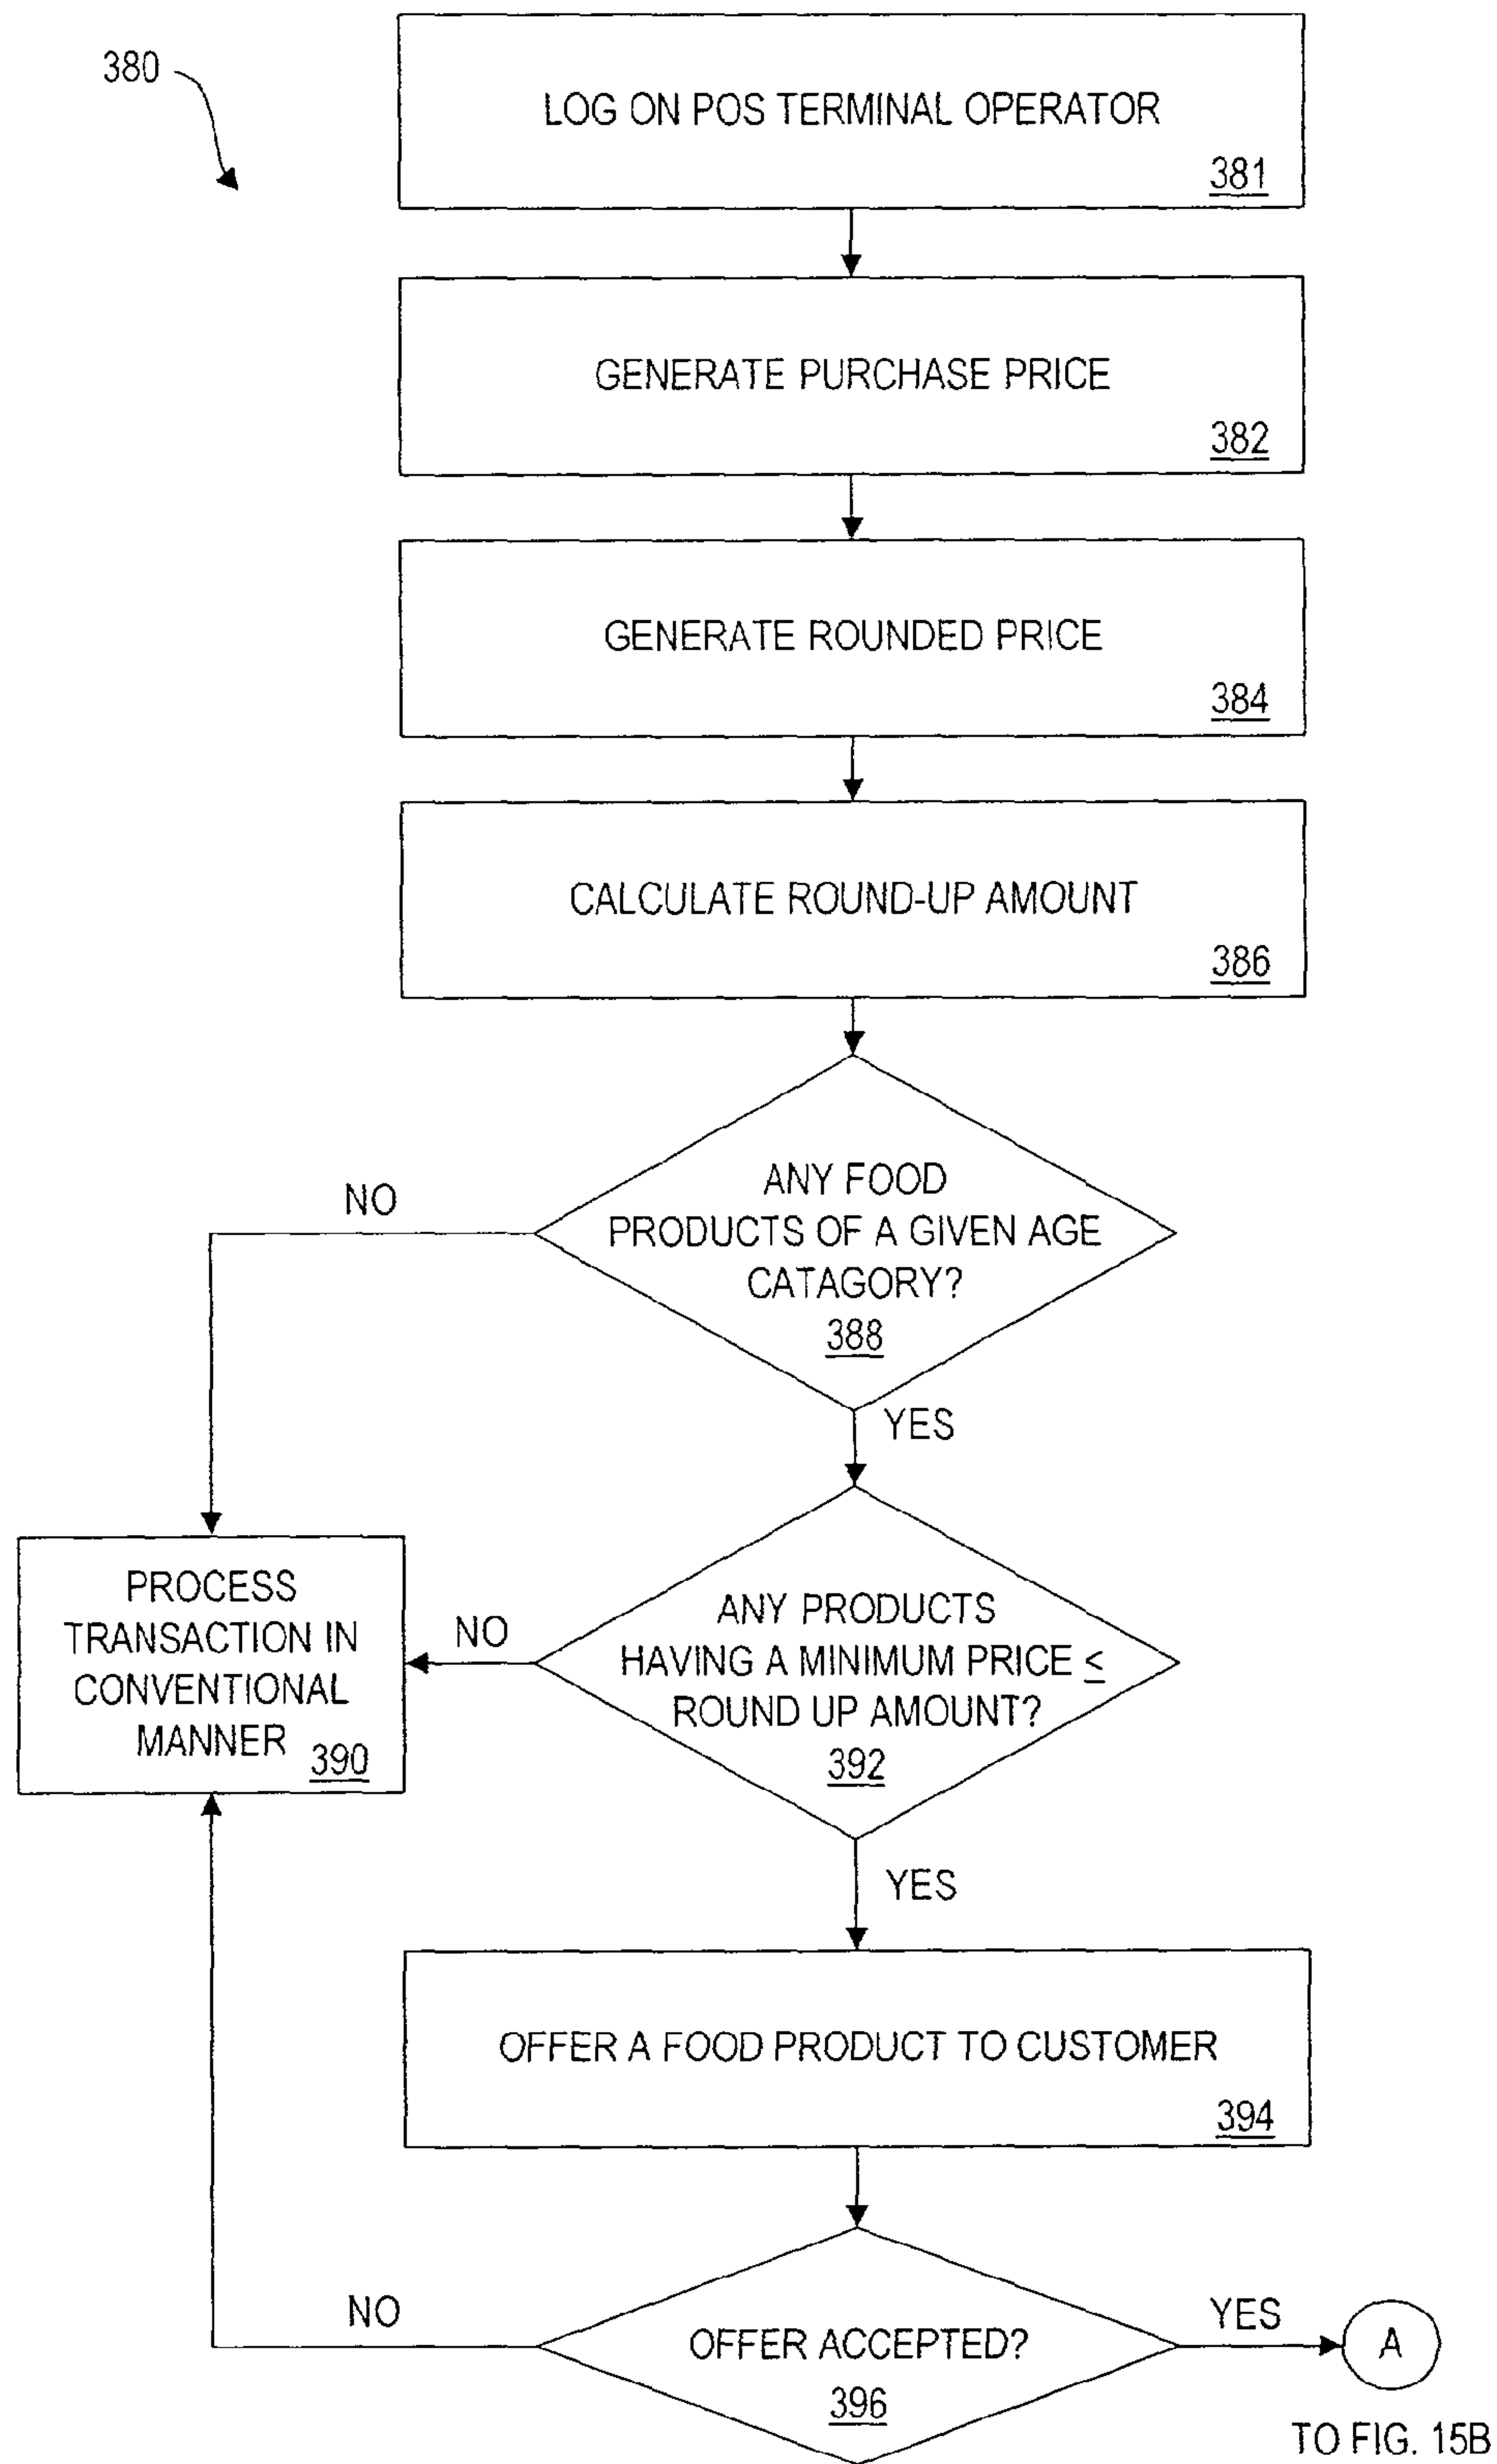 380
LOG ON POS TERMINAL OPERATOR
381
GENERATE PURCHASE PRICE
382
GENERATE ROUNDED PRICE
384
CALCULATE ROUND-UP AMOUNT
386
ANY FOOD
PRODUCTS OF A GIVEN AGE
CATAGORY?
388
NO
YES
PROCESS
TRANSACTION IN
CONVENTIONAL
MANNER
390
NO
ANY PRODUCTS
HAVING A MINIMUM PRICE ≤
ROUND UP AMOUNT?
392
YES
OFFER A FOOD PRODUCT TO CUSTOMER
394
NO
OFFER ACCEPTED?
396
YES
A
TO FIG. 15B